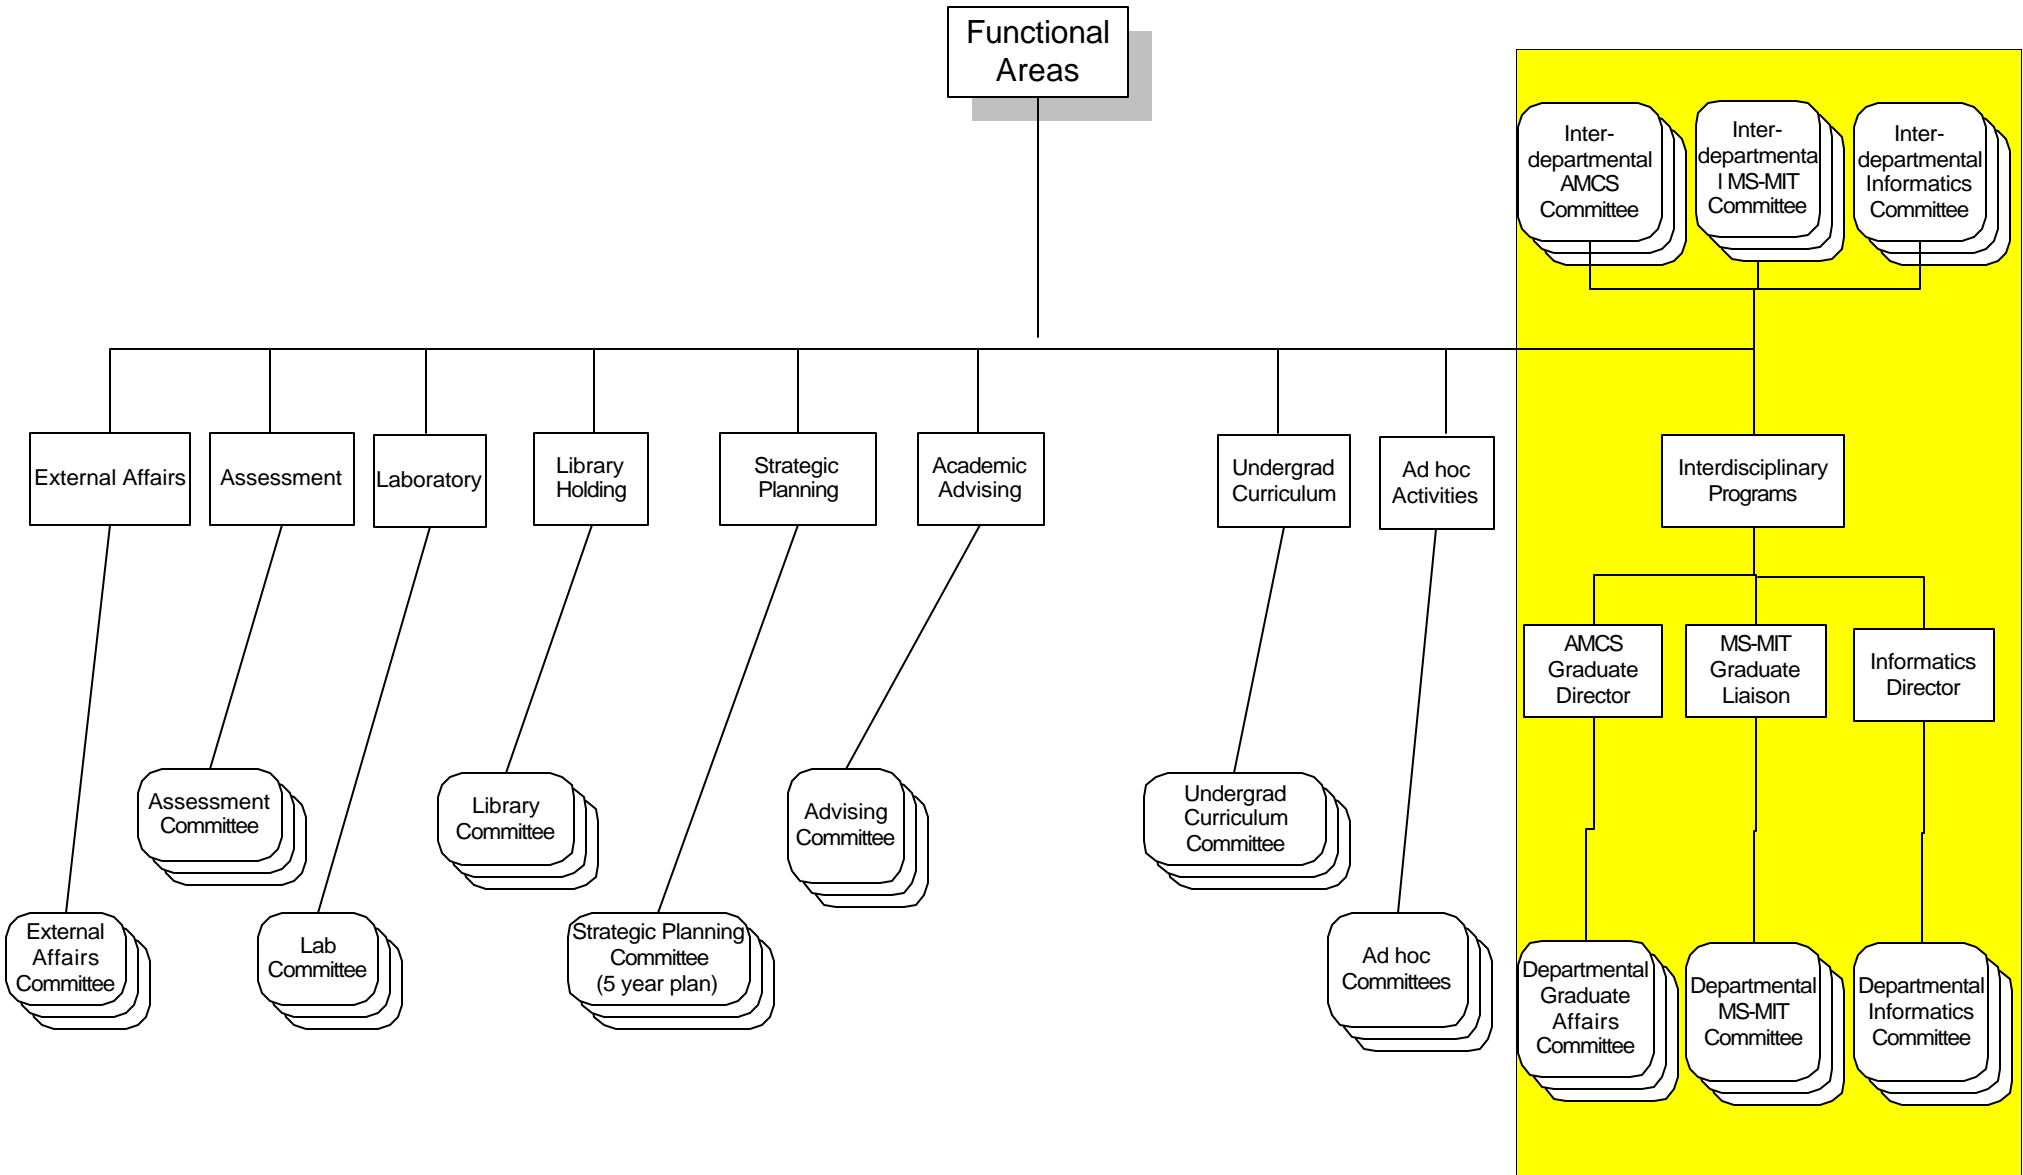 Functional
Areas
Inter-
departmental
AMCS
Committee
Inter-
departmenta
l MS-MIT
Committee
Inter-
departmental
Informatics
Committee
External Affairs
Assessment
Laboratory
Library
Holding
Strategic
Planning
Academic
Advising
Undergrad
Curriculum
Ad hoc
Activities
Interdisciplinary
Programs
AMCS
Graduate
Director
MS-MIT
Graduate
Liaison
Informatics
Director
Assessment
Committee
Library
Committee
Advising
Committee
Undergrad
Curriculum
Committee
External
Affairs
Committee
Lab
Committee
Strategic Planning
Committee
(5 year plan)
Ad hoc
Committees
Departmental
Graduate
Affairs
Committee
Departmental
MS-MIT
Committee
Departmental
Informatics
Committee